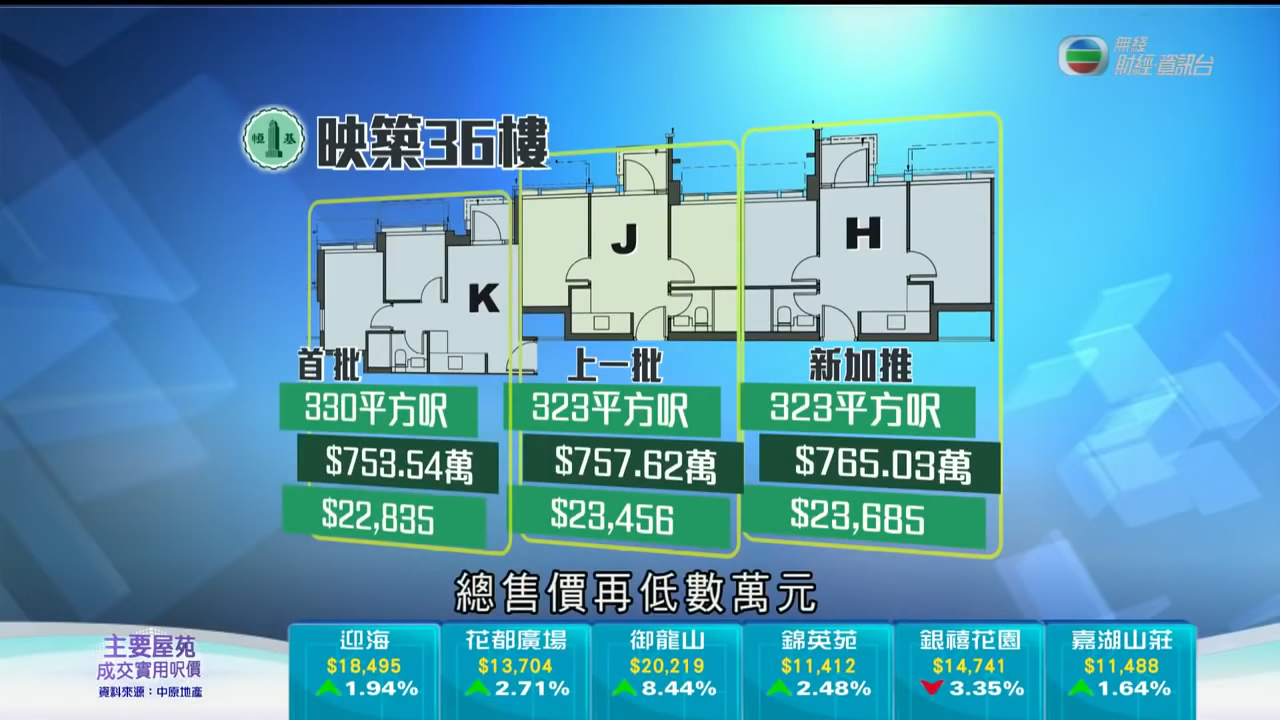 無綫
財經·資訊台
恒基
映築36樓
K
J
H
首批
上一批
新加推
330平方呎
323平方呎
323平方呎
$753.54萬
$757.62萬
$765.03萬
$22,835
$23,456
$23,685
總售價再低數萬元
主要屋苑
成交實用呎價
資料來源：中原地產
迎海
$18,495
1.94%
花都廣場
$13,704
2.71%
御龍山
$20,219
8.44%
錦英苑
$11,412
2.48%
銀禧花園
$14,741
3.35%
嘉湖山莊
$11,488
1.64%